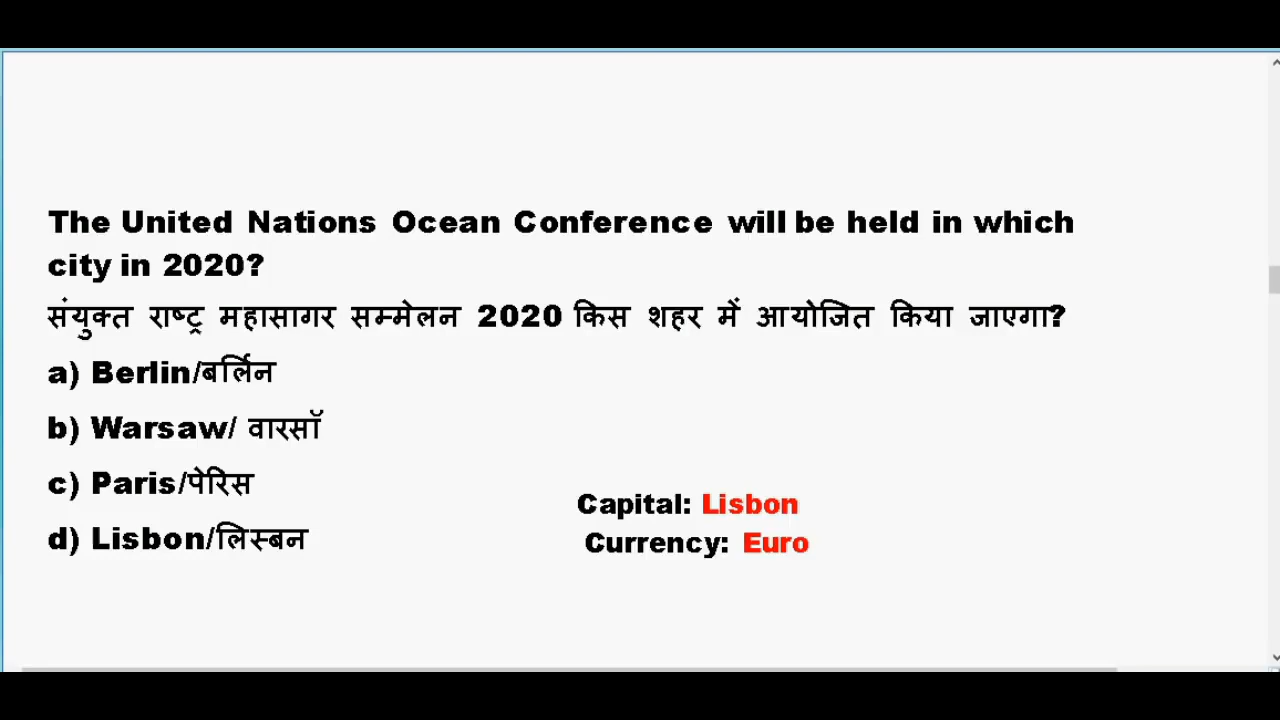 The United Nations Ocean Conference will be held in which
city in 2020?
संयुक्त राष्ट्र महासागर सम्मेलन 2020 किस शहर में आयोजित किया जाएगा?
a) Berlin/बर्लिन
b) Warsaw/ वारसॉ
c) Paris/पेरिस
d) Lisbon/लिस्बन
Capital: Lisbon
Currency: Euro